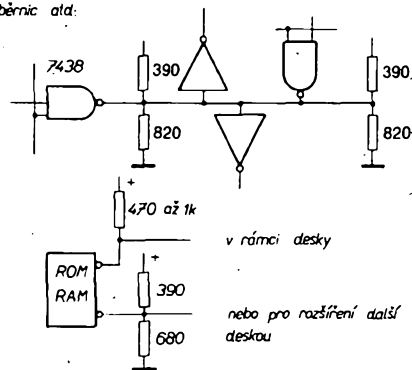 běrnic atd:
7438
390
390
820
820
+
470 až 1k
v rámci desky
ROM
RAM
+
390
nebo pro rozšíření další
deskou
680